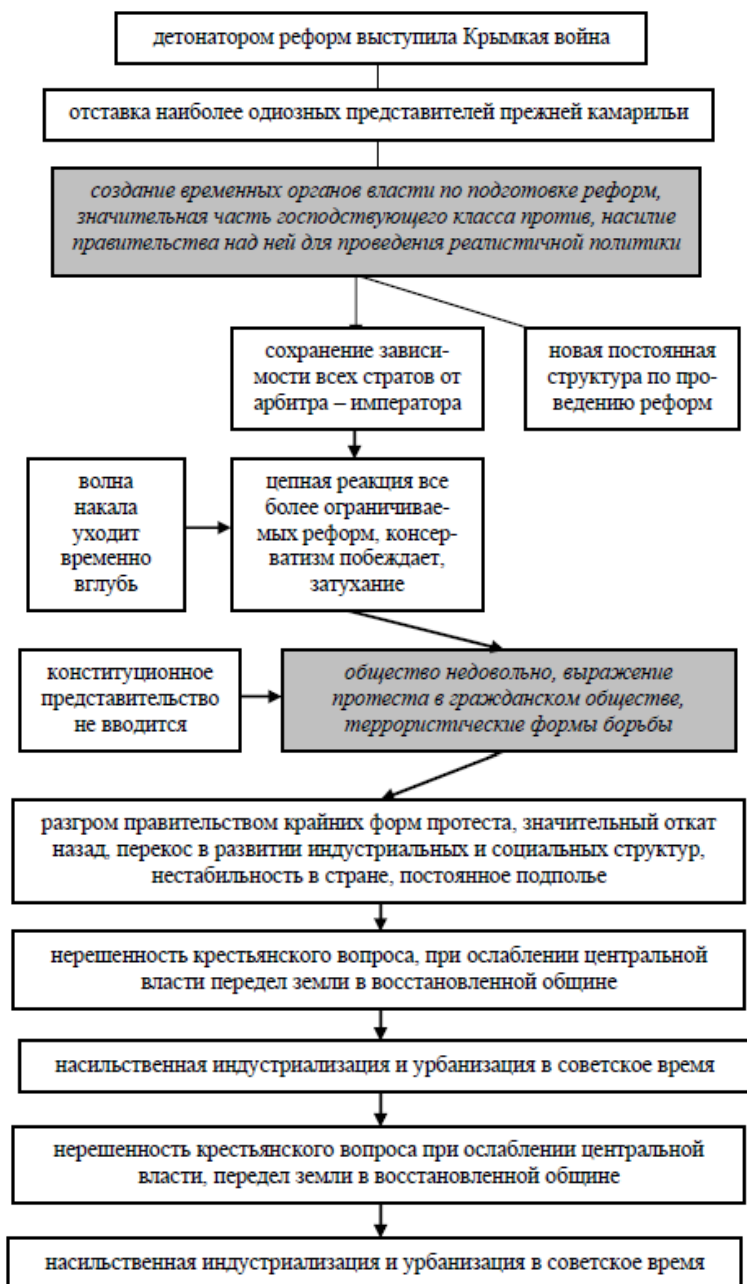 детонатором реформ выступила Крымкая война
отставка наиболее одиозных представителей прежней камарильи
создание временных органов власти по подготовке реформ,
значительная часть господствующего класса против, насилие
правительства над ней для проведения реалистичной политики
сохранение зависи-
мости всех стратов от
арбитра – императора
новая постоянная
структура по про-
ведению реформ
волна
накала
уходит
временно
вглубь
цепная реакция все
более ограничивае-
мых реформ, консер-
ватизм побеждает,
затухание
конституционное
представительство
не вводится
общество недовольно, выражение
протеста в гражданском обществе,
террористические формы борьбы
разгром правительством крайних форм протеста, значительный откат
назад, перекос в развитии индустриальных и социальных структур,
нестабильность в стране, постоянное подполье
нерешенность крестьянского вопроса, при ослаблении центральной
власти передел земли в восстановленной общине
насильственная индустриализация и урбанизация в советское время
нерешенность крестьянского вопроса при ослаблении центральной
власти, передел земли в восстановленной общине
насильственная индустриализация и урбанизация в советское время